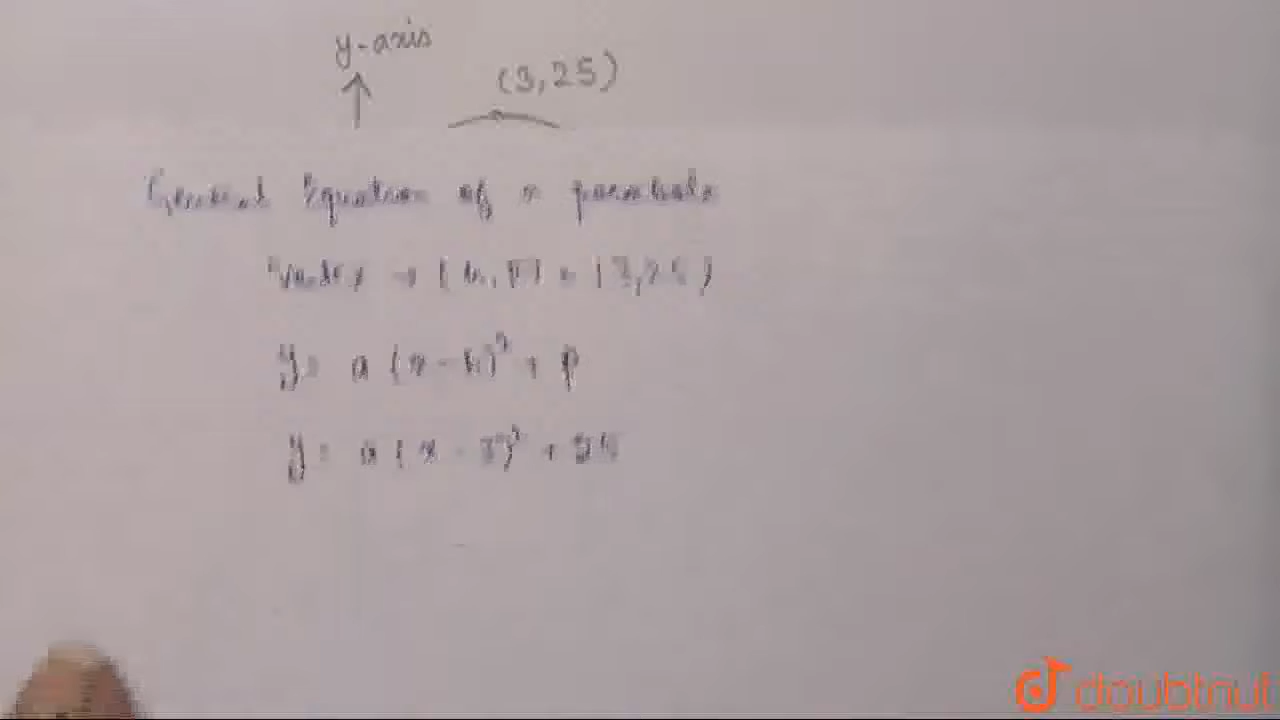 y-axis
(3,25)
General Equation of a parabola
Vertex → (h, P) = (3,25)
y = a (x - h)² + P
y = a (x - 3)² + 25
doubtnut